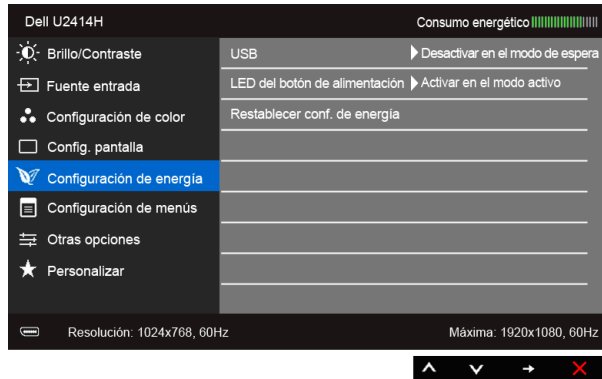 Dell U2414H Consumo energético
Brillo/Contraste USB Desactivar en el modo de espera
Fuente entrada LED del botón de alimentación Activar en el modo activo
Configuración de color Restablecer conf. de energía
Config. pantalla
Configuración de energía
Configuración de menús
Otras opciones
Personalizar
Resolución: 1024x768, 60Hz Máxima: 1920x1080, 60Hz